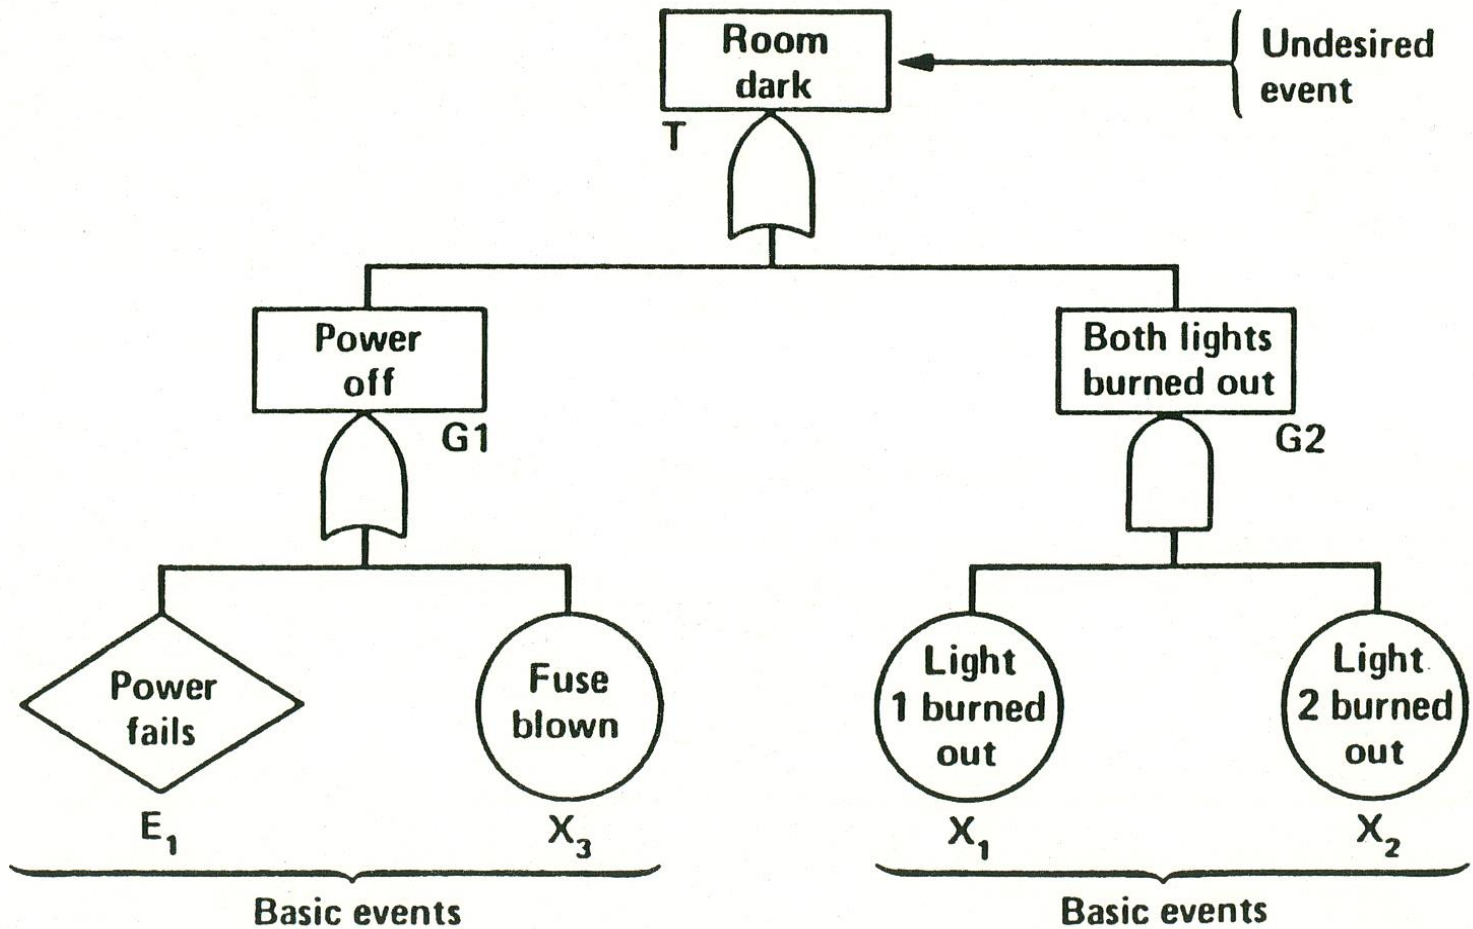 Room
dark
Undesired
event
T
Power
off
G1
Both lights
burned out
G2
Power
fails
E₁
Fuse
blown
X₃
Light
1 burned
out
X₁
Light
2 burned
out
X₂
Basic events
Basic events